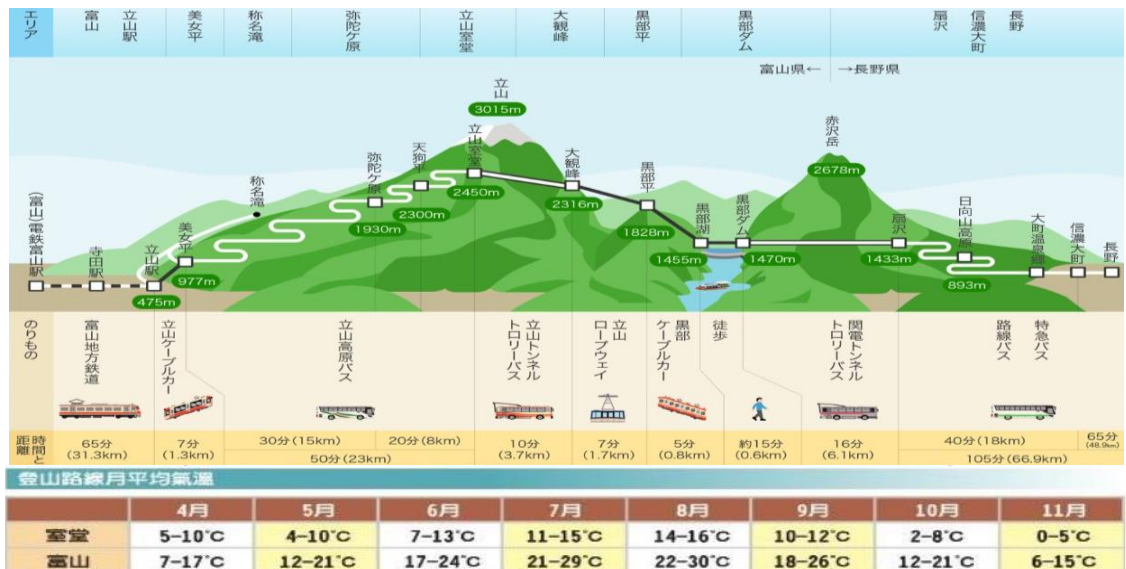 エリア
富山
立山駅
美女平
称名滝
弥陀ケ原
立山室堂
大観峰
黒部平
黒部ダム
扇沢
信濃大町
長野
富山県← →長野県
立山
3015m
赤沢岳
2678m
(富山)電鉄富山駅
寺田駅
立山駅
475m
美女平
977m
称名滝
弥陀ケ原
1930m
天狗平
2300m
立山室堂
2450m
大観峰
2316m
黒部平
1828m
黒部湖
1455m
黒部ダム
1470m
扇沢
1433m
日向山高原
893m
大町温泉郷
信濃大町
長野
のりもの
富山地方鉄道
立山ケーブルカー
立山高原バス
立山トンネル
トロリーバス
立山
ロープウェイ
黒部
ケーブルカー
徒歩
関電トンネル
トロリーバス
特急バス
路線バス
時間と
距離
65分
(31.3km)
7分
(1.3km)
30分(15km)
20分(8km)
50分(23km)
10分
(3.7km)
7分
(1.7km)
5分
(0.8km)
約15分
(0.6km)
16分
(6.1km)
40分(18km)
65分
(48.9km)
105分(66.9km)
登山路線月平均氣溫
4月 5月 6月 7月 8月 9月 10月 11月
室堂 5-10°C 4-10°C 7-13°C 11-15°C 14-16°C 10-12°C 2-8°C 0-5°C
富山 7-17°C 12-21°C 17-24°C 21-29°C 22-30°C 18-26°C 12-21°C 6-15°C